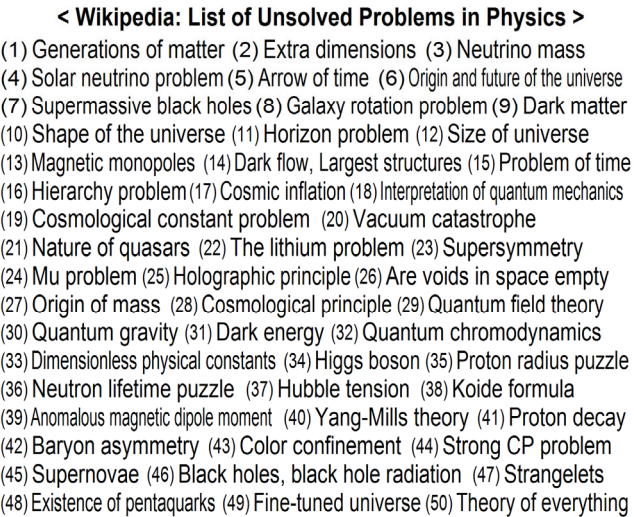 < Wikipedia: List of Unsolved Problems in Physics >
(1) Generations of matter (2) Extra dimensions (3) Neutrino mass
(4) Solar neutrino problem (5) Arrow of time (6) Origin and future of the universe
(7) Supermassive black holes (8) Galaxy rotation problem (9) Dark matter
(10) Shape of the universe (11) Horizon problem (12) Size of universe
(13) Magnetic monopoles (14) Dark flow, Largest structures (15) Problem of time
(16) Hierarchy problem (17) Cosmic inflation (18) Interpretation of quantum mechanics
(19) Cosmological constant problem (20) Vacuum catastrophe
(21) Nature of quasars (22) The lithium problem (23) Supersymmetry
(24) Mu problem (25) Holographic principle (26) Are voids in space empty
(27) Origin of mass (28) Cosmological principle (29) Quantum field theory
(30) Quantum gravity (31) Dark energy (32) Quantum chromodynamics
(33) Dimensionless physical constants (34) Higgs boson (35) Proton radius puzzle
(36) Neutron lifetime puzzle (37) Hubble tension (38) Koide formula
(39) Anomalous magnetic dipole moment (40) Yang-Mills theory (41) Proton decay
(42) Baryon asymmetry (43) Color confinement (44) Strong CP problem
(45) Supernovae (46) Black holes, black hole radiation (47) Strangelets
(48) Existence of pentaquarks (49) Fine-tuned universe (50) Theory of everything